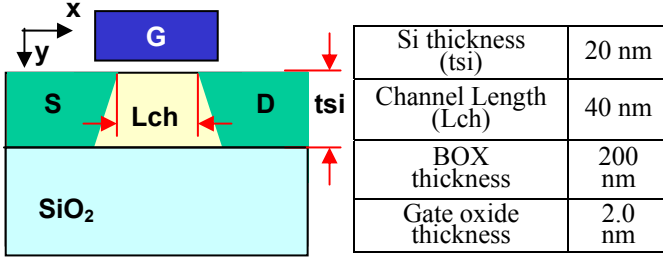 x
y
G
S
Lch
D
tsi
SiO₂
Si thickness
(tsi)
20 nm
Channel Length
(Lch)
40 nm
BOX
thickness
200
nm
Gate oxide
thickness
2.0
nm